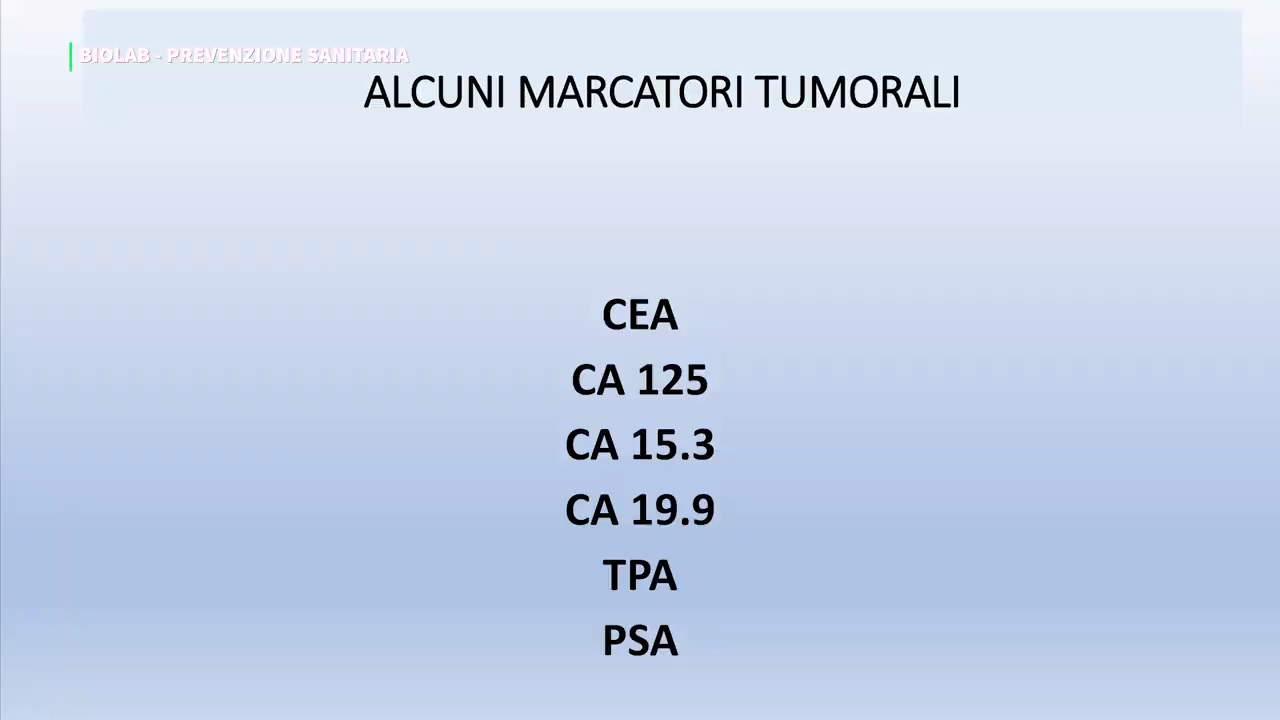 BIOLAB - PREVENZIONE SANITARIA
ALCUNI MARCATORI TUMORALI
CEA
CA 125
CA 15.3
CA 19.9
TPA
PSA